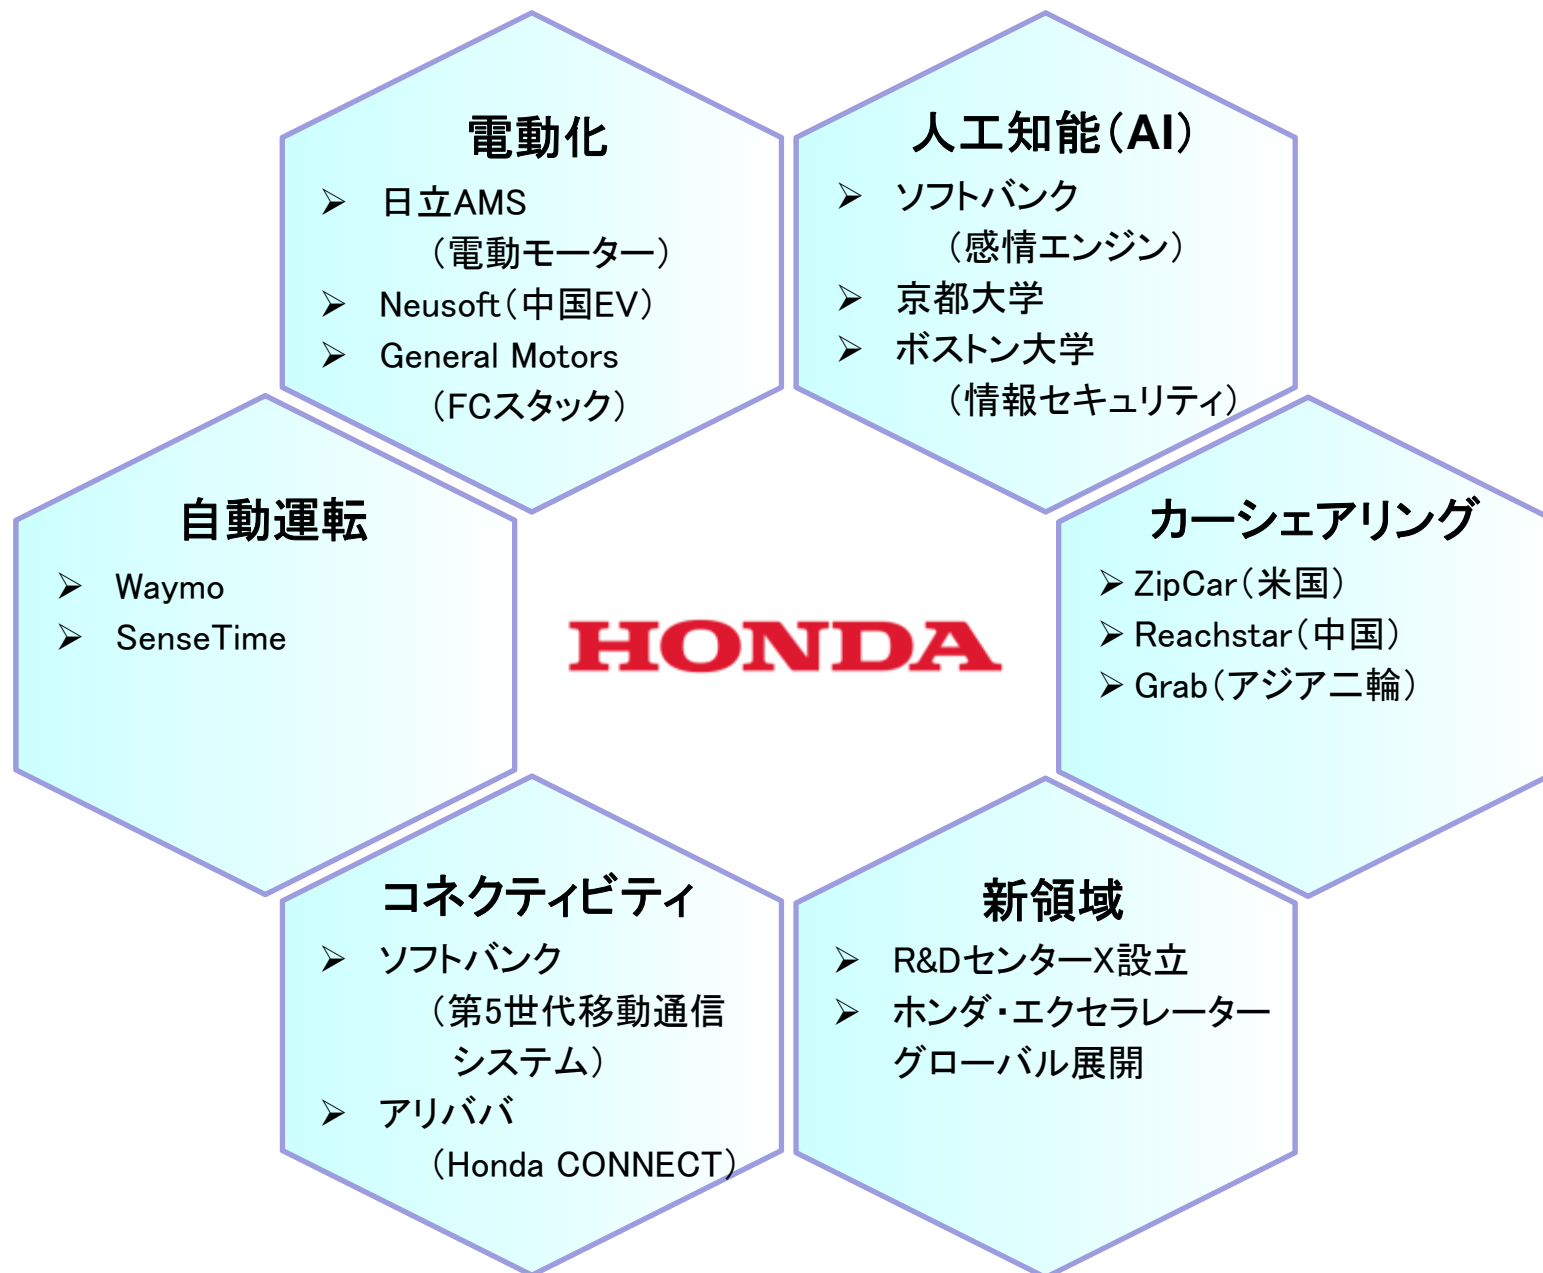 電動化
➢ 日立AMS
（電動モーター）
➢ Neusoft（中国EV）
➢ General Motors
（FCスタック）
人工知能（AI）
➢ ソフトバンク
（感情エンジン）
➢ 京都大学
➢ ボストン大学
（情報セキュリティ）
自動運転
➢ Waymo
➢ SenseTime
HONDA
カーシェアリング
➢ ZipCar（米国）
➢ Reachstar（中国）
➢ Grab（アジア二輪）
コネクティビティ
➢ ソフトバンク
（第5世代移動通信
システム）
➢ アリババ
（Honda CONNECT）
新領域
➢ R&DセンターX設立
➢ ホンダ・エクセラレーター
グローバル展開